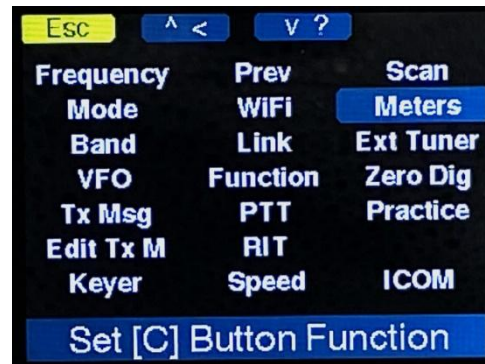 Esc ^ < v ?
Frequency Prev Scan
Mode WiFi Meters
Band Link Ext Tuner
VFO Function Zero Dig
Tx Msg PTT Practice
Edit Tx M RIT
Keyer Speed ICOM
Set [C] Button Function